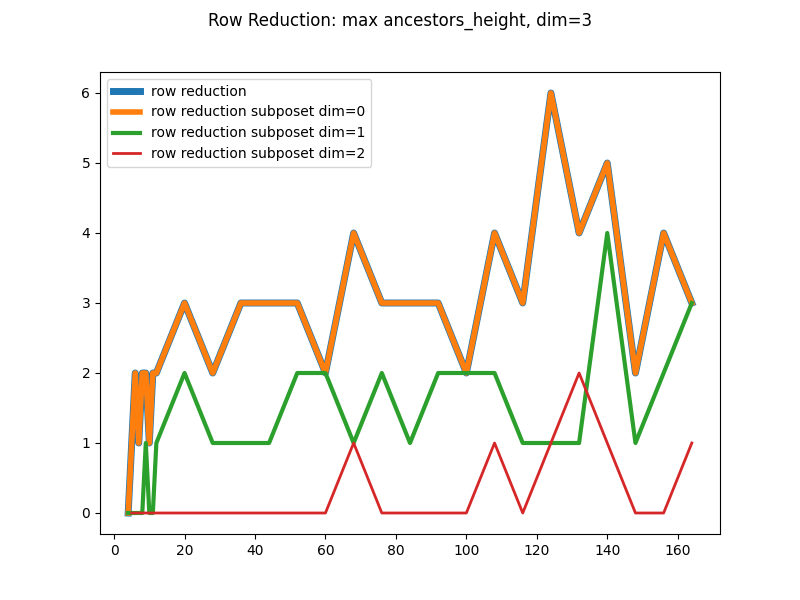 Row Reduction: max ancestors_height, dim=3
row reduction
row reduction subposet dim=0
row reduction subposet dim=1
row reduction subposet dim=2
6
5
4
3
2
1
0
0 20 40 60 80 100 120 140 160